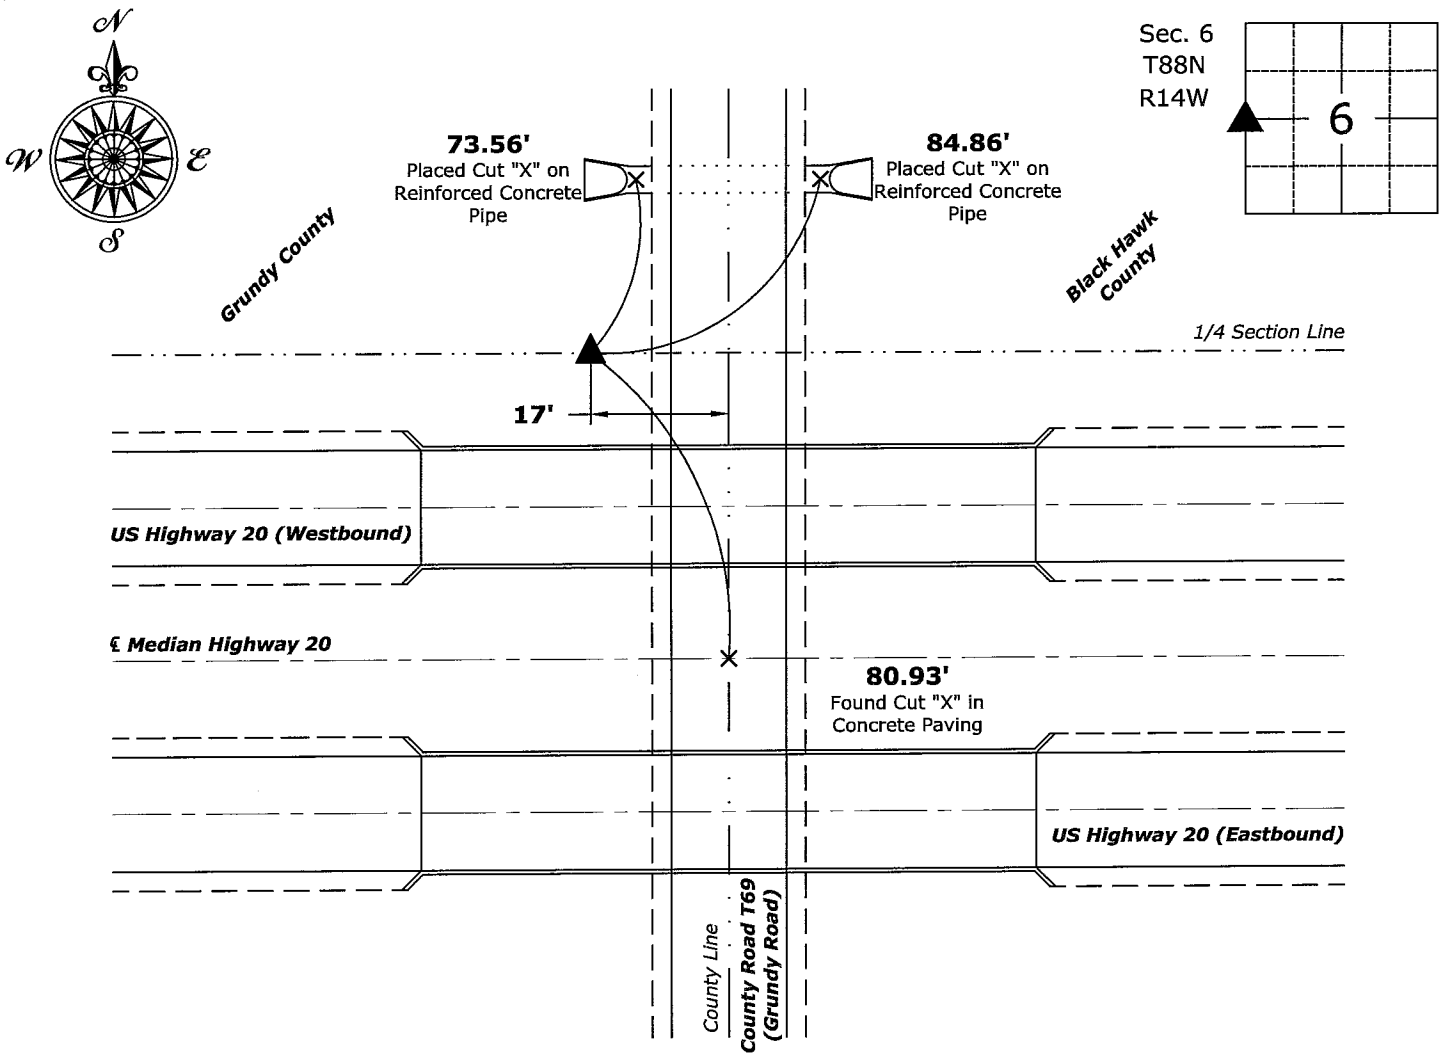 N
W
E
S
Sec. 6
T88N
R14W
6
73.56'
Placed Cut "X" on
Reinforced Concrete
Pipe
84.86'
Placed Cut "X" on
Reinforced Concrete
Pipe
Grundy County
Black Hawk
County
1/4 Section Line
17'
US Highway 20 (Westbound)
℄ Median Highway 20
80.93'
Found Cut "X" in
Concrete Paving
US Highway 20 (Eastbound)
County Line
County Road T69
(Grundy Road)